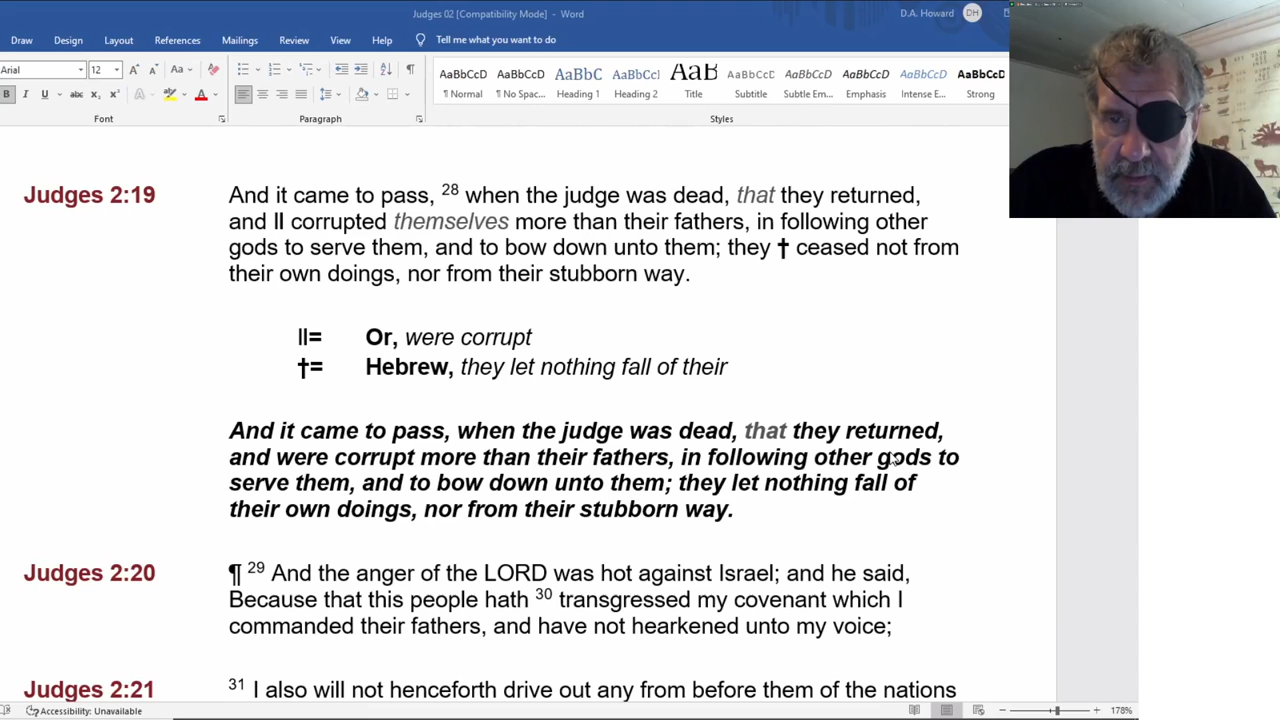 Judges 02 [Compatibility Mode] - Word
D.A. Howard DH
Draw Design Layout References Mailings Review View Help Tell me what you want to do
Arial 12 Aa
AaBbCcD AaBbCcD AaBbC AaBbCcD AaB AaBbCcD AaBbCcD AaBbCcD AaBbCcD AaBbCcD
¶ Normal ¶ No Spac... Heading 1 Heading 2 Title Subtitle Subtle Em... Emphasis Intense E... Strong
Font Paragraph Styles
Judges 2:19 And it came to pass, 28 when the judge was dead, that they returned,
and ǁ corrupted themselves more than their fathers, in following other
gods to serve them, and to bow down unto them; they † ceased not from
their own doings, nor from their stubborn way.
ǁ= Or, were corrupt
†= Hebrew, they let nothing fall of their
And it came to pass, when the judge was dead, that they returned,
and were corrupt more than their fathers, in following other gods to
serve them, and to bow down unto them; they let nothing fall of
their own doings, nor from their stubborn way.
Judges 2:20 ¶ 29 And the anger of the LORD was hot against Israel; and he said,
Because that this people hath 30 transgressed my covenant which I
commanded their fathers, and have not hearkened unto my voice;
Judges 2:21 31 I also will not henceforth drive out any from before them of the nations
Accessibility: Unavailable 178%